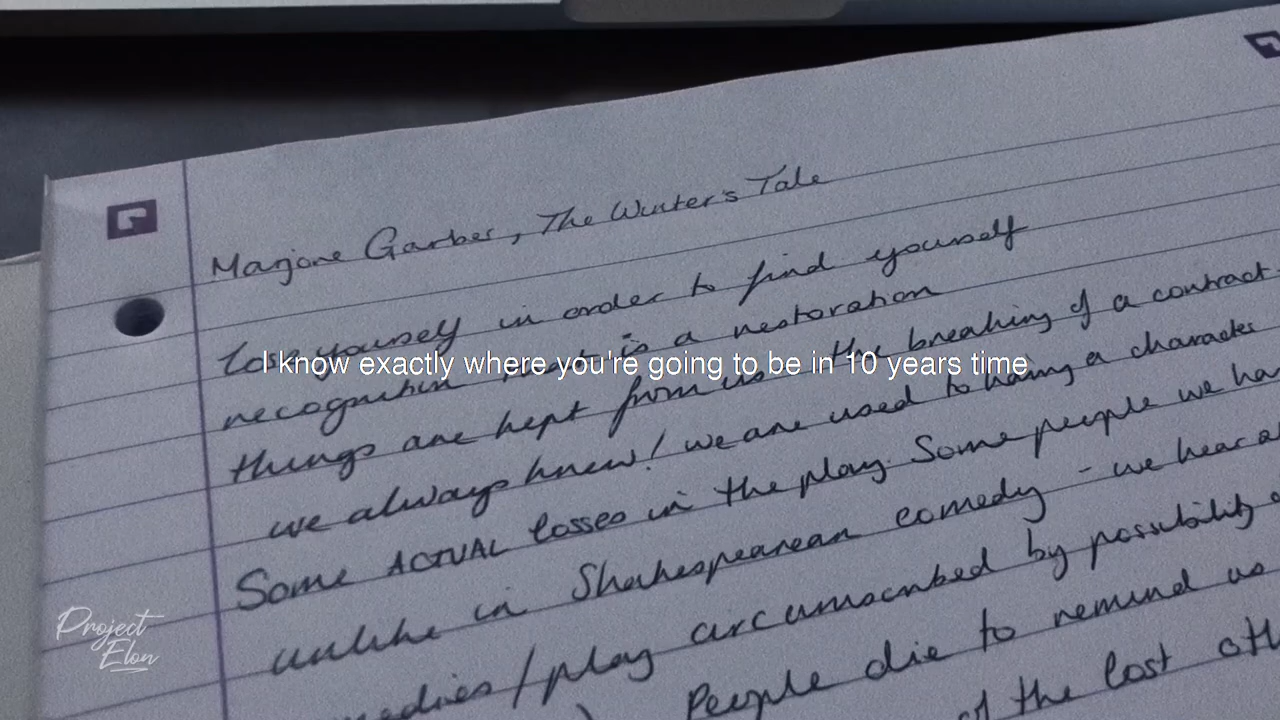 Marjorie Garber, The Winter's Tale
lose yourself in order to find yourself
recognition that is a restoration
things are kept from us - the breaking of a contract
I know exactly where you're going to be in 10 years time
we always knew! we are used to having a character
Some ACTUAL losses in the play. Some people we
unlike in Shakespearean comedy - we hear
/play circumscribed by possibility
People die to remind us
of the lost
Project
Elon